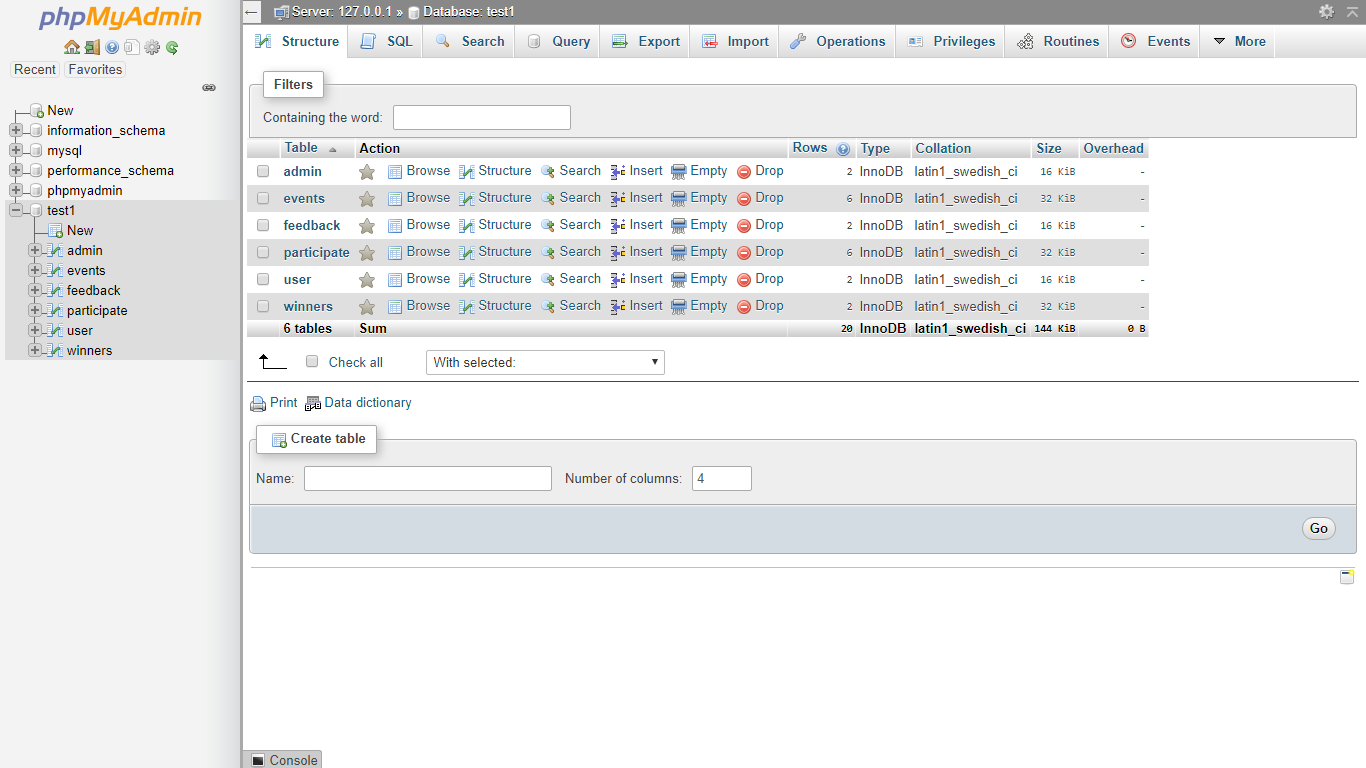 phpMyAdmin
Recent Favorites
New
information_schema
mysql
performance_schema
phpmyadmin
test1
New
admin
events
feedback
participate
user
winners
Server: 127.0.0.1 » Database: test1
Structure SQL Search Query Export Import Operations Privileges Routines Events More
Filters
Containing the word:
Table Action Rows Type Collation Size Overhead
admin Browse Structure Search Insert Empty Drop 2 InnoDB latin1_swedish_ci 16 KiB -
events Browse Structure Search Insert Empty Drop 6 InnoDB latin1_swedish_ci 32 KiB -
feedback Browse Structure Search Insert Empty Drop 2 InnoDB latin1_swedish_ci 16 KiB -
participate Browse Structure Search Insert Empty Drop 6 InnoDB latin1_swedish_ci 32 KiB -
user Browse Structure Search Insert Empty Drop 2 InnoDB latin1_swedish_ci 16 KiB -
winners Browse Structure Search Insert Empty Drop 2 InnoDB latin1_swedish_ci 32 KiB -
6 tables Sum 20 InnoDB latin1_swedish_ci 144 KiB 0 B
Check all With selected:
Print Data dictionary
Create table
Name: Number of columns: 4
Go
Console